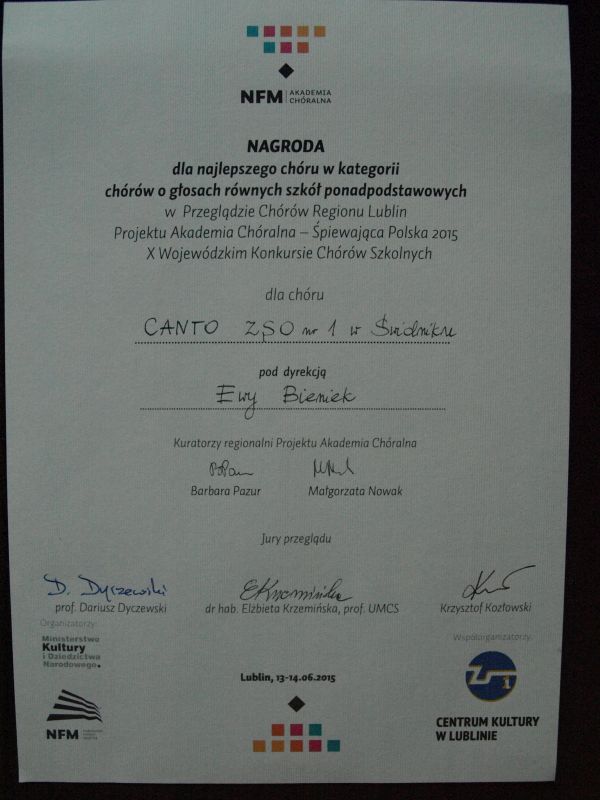 NFM AKADEMIA
CHÓRALNA
NAGRODA
dla najlepszego chóru w kategorii
chórów o głosach równych szkół ponadpodstawowych
w Przeglądzie Chórów Regionu Lublin
Projektu Akademia Chóralna – Śpiewająca Polska 2015
X Wojewódzkim Konkursie Chórów Szkolnych
dla chóru
CANTO ZSO nr 1 w Świdniku
pod dyrekcją
Ewy Bieniek
Kuratorzy regionalni Projektu Akademia Chóralna
Barbara Pazur Małgorzata Nowak
Jury przeglądu
D. Dyczewski EKrzemińska
prof. Dariusz Dyczewski dr hab. Elżbieta Krzemińska, prof. UMCS Krzysztof Kozłowski
Organizatorzy:
Ministerstwo
Kultury
i Dziedzictwa
Narodowego.
Współorganizatorzy:
Lublin, 13-14.06.2015
NFM
CENTRUM KULTURY
W LUBLINIE